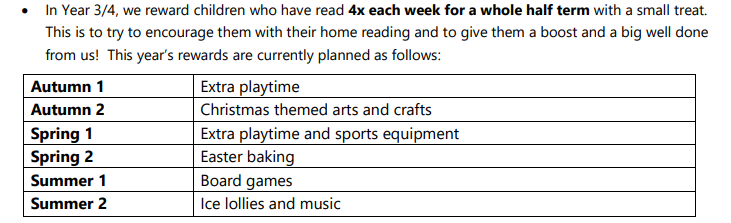 • In Year 3/4, we reward children who have read 4x each week for a whole half term with a small treat.
This is to try to encourage them with their home reading and to give them a boost and a big well done
from us! This year's rewards are currently planned as follows:
Autumn 1 Extra playtime
Autumn 2 Christmas themed arts and crafts
Spring 1 Extra playtime and sports equipment
Spring 2 Easter baking
Summer 1 Board games
Summer 2 Ice lollies and music